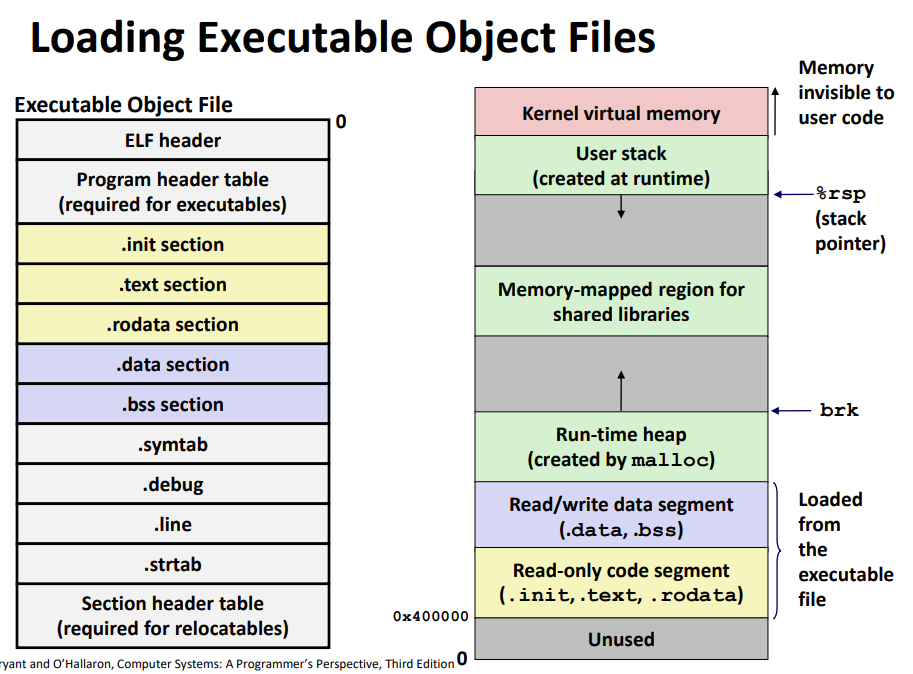 Loading Executable Object Files
Executable Object File
0
ELF header
Program header table
(required for executables)
.init section
.text section
.rodata section
.data section
.bss section
.symtab
.debug
.line
.strtab
Section header table
(required for relocatables)
Memory
invisible to
user code
Kernel virtual memory
User stack
(created at runtime)
%rsp
(stack
pointer)
Memory-mapped region for
shared libraries
brk
Run-time heap
(created by malloc)
Read/write data segment
(.data, .bss)
Loaded
from
the
executable
file
Read-only code segment
(.init, .text, .rodata)
0x400000
Unused
0
ryant and O'Hallaron, Computer Systems: A Programmer's Perspective, Third Edition